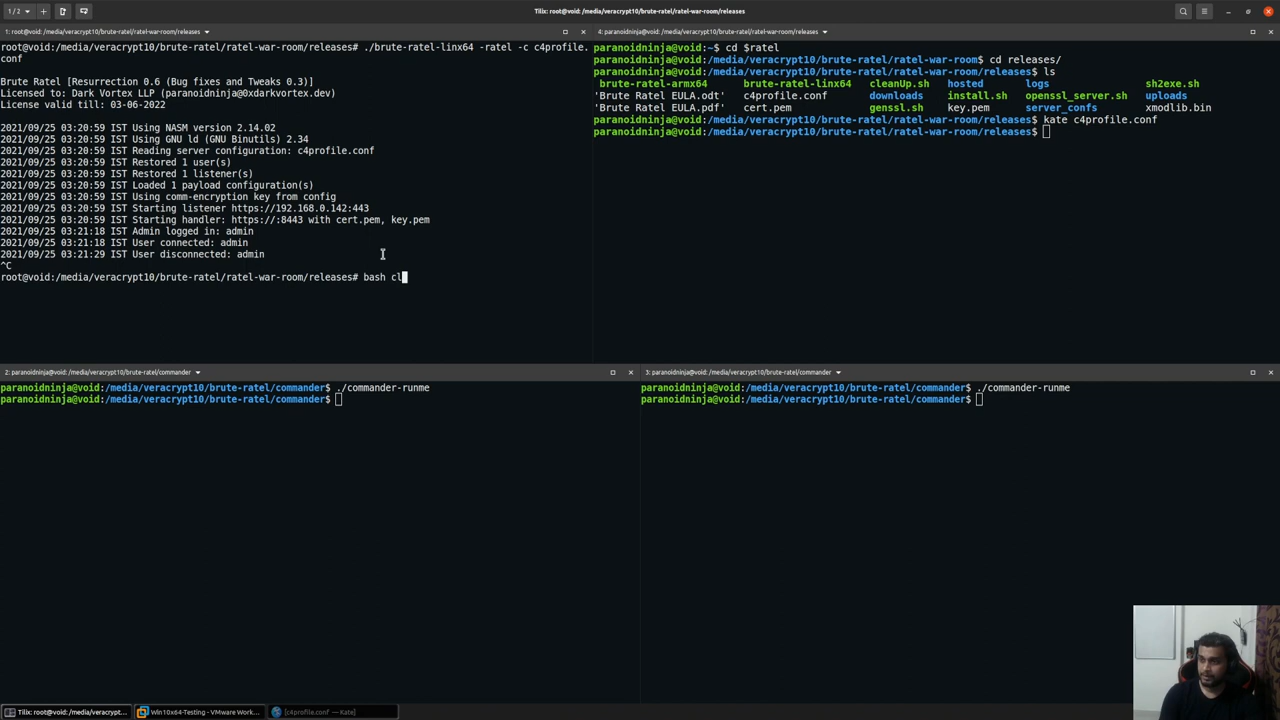 1 / 2
Tilix: root@void:/media/veracrypt10/brute-ratel/ratel-war-room/releases
1: root@void:/media/veracrypt10/brute-ratel/ratel-war-room/releases
root@void:/media/veracrypt10/brute-ratel/ratel-war-room/releases# ./brute-ratel-linx64 -ratel -c c4profile.
conf
Brute Ratel [Resurrection 0.6 (Bug fixes and Tweaks 0.3)]
Licensed to: Dark Vortex LLP (paranoidninja@0xdarkvortex.dev)
License valid till: 03-06-2022
2021/09/25 03:20:59 IST Using NASM version 2.14.02
2021/09/25 03:20:59 IST Using GNU ld (GNU Binutils) 2.34
2021/09/25 03:20:59 IST Reading server configuration: c4profile.conf
2021/09/25 03:20:59 IST Restored 1 user(s)
2021/09/25 03:20:59 IST Restored 1 listener(s)
2021/09/25 03:20:59 IST Loaded 1 payload configuration(s)
2021/09/25 03:20:59 IST Using comm-encryption key from config
2021/09/25 03:20:59 IST Starting listener https://192.168.0.142:443
2021/09/25 03:20:59 IST Starting handler: https://:8443 with cert.pem, key.pem
2021/09/25 03:21:18 IST Admin logged in: admin
2021/09/25 03:21:18 IST User connected: admin
2021/09/25 03:21:29 IST User disconnected: admin
^C
root@void:/media/veracrypt10/brute-ratel/ratel-war-room/releases# bash cl
4: paranoidninja@void: /media/veracrypt10/brute-ratel/ratel-war-room/releases
paranoidninja@void:~$ cd $ratel
paranoidninja@void:/media/veracrypt10/brute-ratel/ratel-war-room$ cd releases/
paranoidninja@void:/media/veracrypt10/brute-ratel/ratel-war-room/releases$ ls
brute-ratel-armx64 brute-ratel-linx64 cleanUp.sh hosted logs sh2exe.sh
'Brute Ratel EULA.odt' c4profile.conf downloads install.sh openssl_server.sh uploads
'Brute Ratel EULA.pdf' cert.pem genssl.sh key.pem server_confs xmodlib.bin
paranoidninja@void:/media/veracrypt10/brute-ratel/ratel-war-room/releases$ kate c4profile.conf
paranoidninja@void:/media/veracrypt10/brute-ratel/ratel-war-room/releases$
2: paranoidninja@void: /media/veracrypt10/brute-ratel/commander
paranoidninja@void:/media/veracrypt10/brute-ratel/commander$ ./commander-runme
paranoidninja@void:/media/veracrypt10/brute-ratel/commander$
3: paranoidninja@void: /media/veracrypt10/brute-ratel/commander
paranoidninja@void:/media/veracrypt10/brute-ratel/commander$ ./commander-runme
paranoidninja@void:/media/veracrypt10/brute-ratel/commander$
Tilix: root@void:/media/veracrypt...
Win10x64-Testing - VMware Work...
[c4profile.conf — Kate]